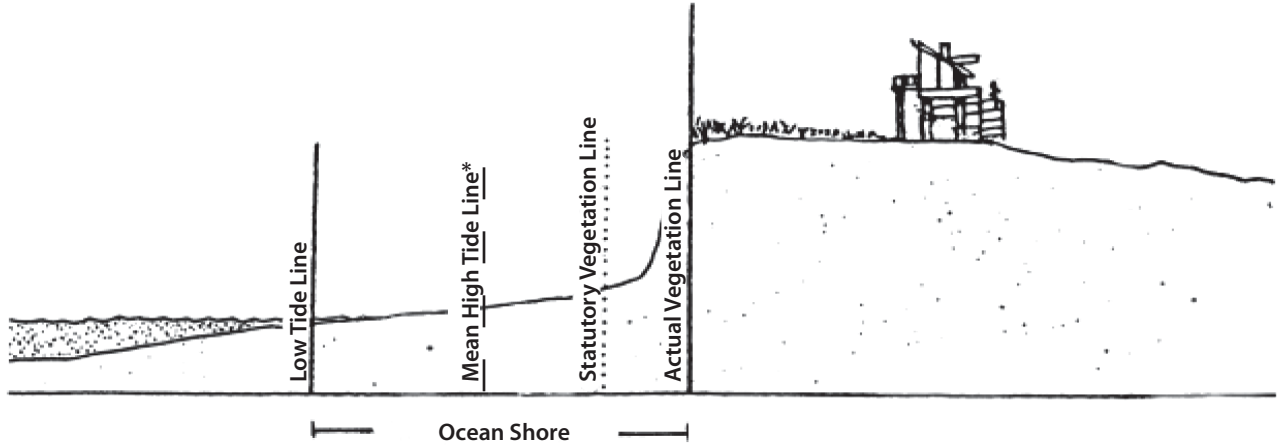 Low Tide Line
Mean High Tide Line*
Statutory Vegetation Line
Actual Vegetation Line
Ocean Shore